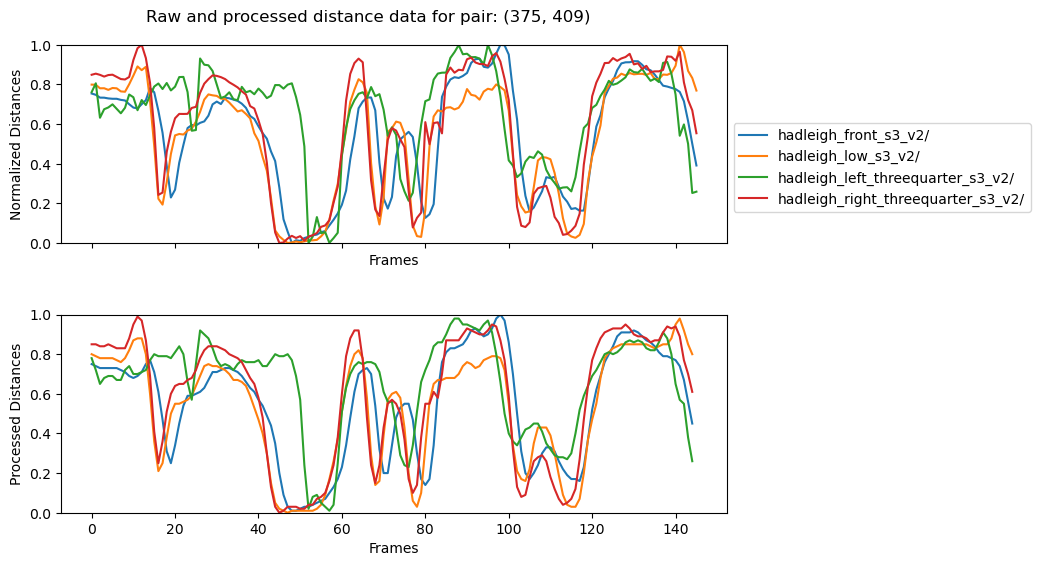 Raw and processed distance data for pair: (375, 409)
Normalized Distances
1.0
0.8
0.6
0.4
0.2
0.0
Frames
hadleigh_front_s3_v2/
hadleigh_low_s3_v2/
hadleigh_left_threequarter_s3_v2/
hadleigh_right_threequarter_s3_v2/
Processed Distances
1.0
0.8
0.6
0.4
0.2
0.0
0 20 40 60 80 100 120 140
Frames